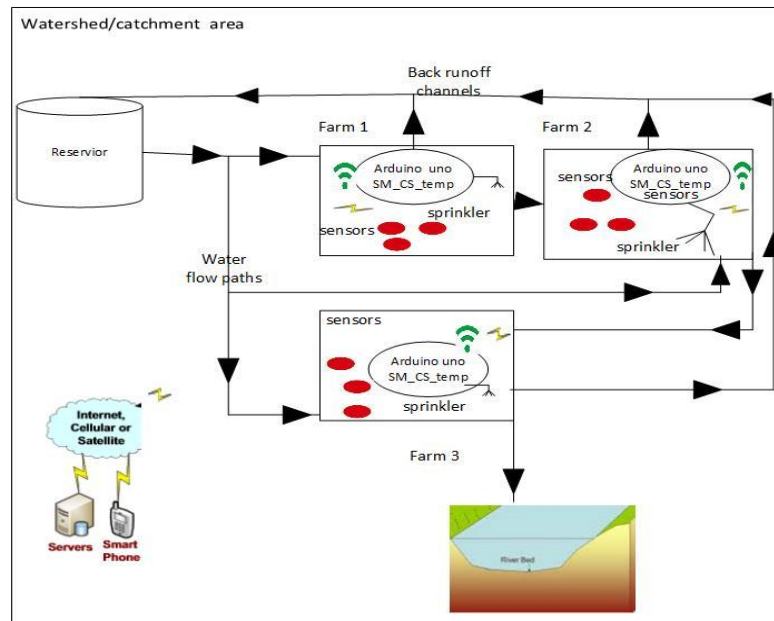 Watershed/catchment area
Back runoff
channels
Farm 1
Farm 2
Reservior
Arduino uno
SM_CS_temp
sprinkler
sensors
Arduino uno
SM_CS_temp
sensors
sensors
sprinkler
Water
flow paths
sensors
Arduino uno
SM_CS_temp
sprinkler
Farm 3
Internet,
Cellular or
Satellite
Servers
Smart
Phone
River Bed